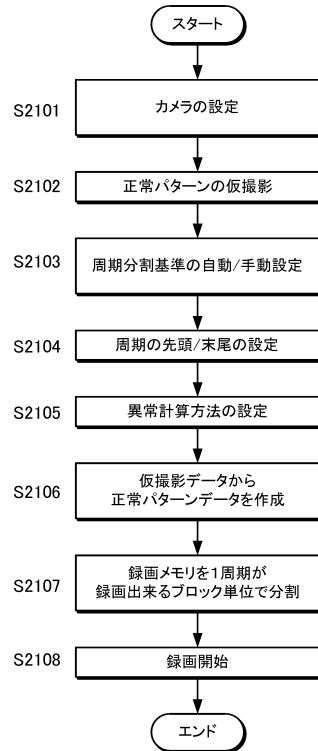 スタート
S2101
カメラの設定
S2102
正常パターンの仮撮影
S2103
周期分割基準の自動/手動設定
S2104
周期の先頭/末尾の設定
S2105
異常計算方法の設定
S2106
仮撮影データから
正常パターンデータを作成
S2107
録画メモリを1周期が
録画出来るブロック単位で分割
S2108
録画開始
エンド